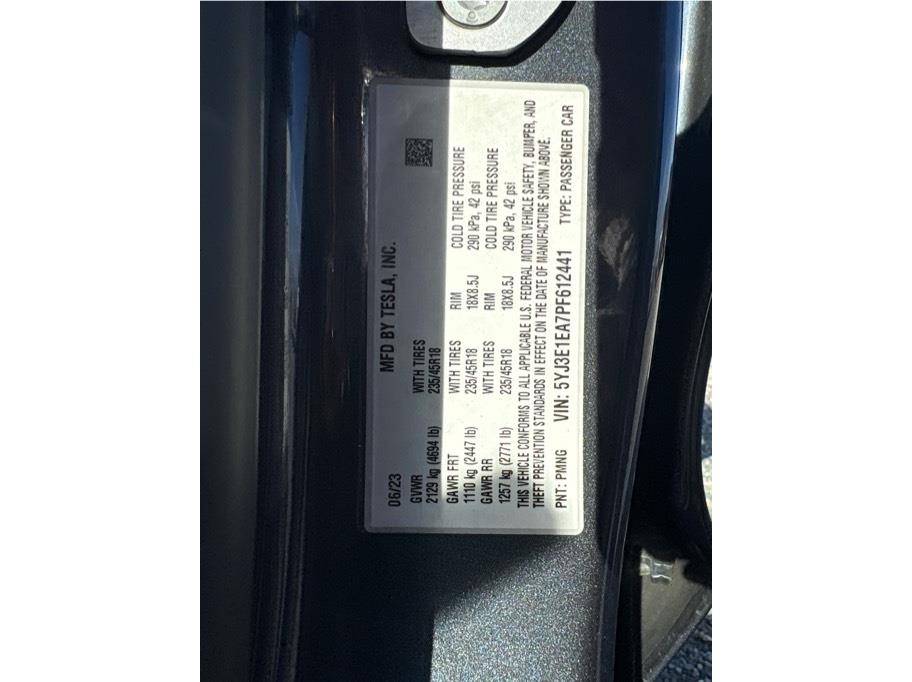 06/23 MFD BY TESLA, INC.
GVWR WITH TIRES
2129 kg (4694 lb) 235/45R18
GAWR FRT WITH TIRES RIM COLD TIRE PRESSURE
1110 kg (2447 lb) 235/45R18 18X8.5J 290 kPa, 42 psi
GAWR RR WITH TIRES RIM COLD TIRE PRESSURE
1257 kg (2771 lb) 235/45R18 18X8.5J 290 kPa, 42 psi
THIS VEHICLE CONFORMS TO ALL APPLICABLE U.S. FEDERAL MOTOR VEHICLE SAFETY, BUMPER, AND
THEFT PREVENTION STANDARDS IN EFFECT ON THE DATE OF MANUFACTURE SHOWN ABOVE.
PNT: PMNG VIN: 5YJ3E1EA7PF612441 TYPE: PASSENGER CAR